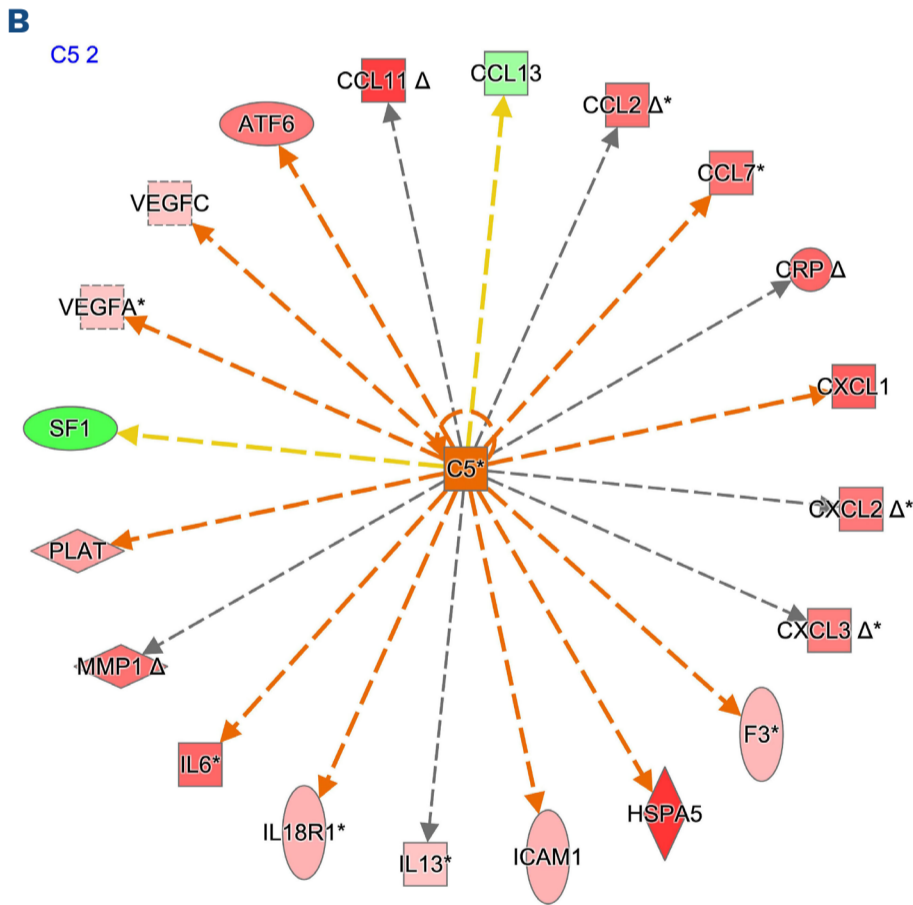 B
C5 2
CCL11 Δ
CCL13
CCL2 Δ*
ATF6
CCL7*
VEGFC
CRP Δ
VEGFA*
CXCL1
SF1
C5*
CXCL2 Δ*
PLAT
CXCL3 Δ*
MMP1 Δ
F3*
IL6*
HSPA5
IL18R1*
ICAM1
IL13*